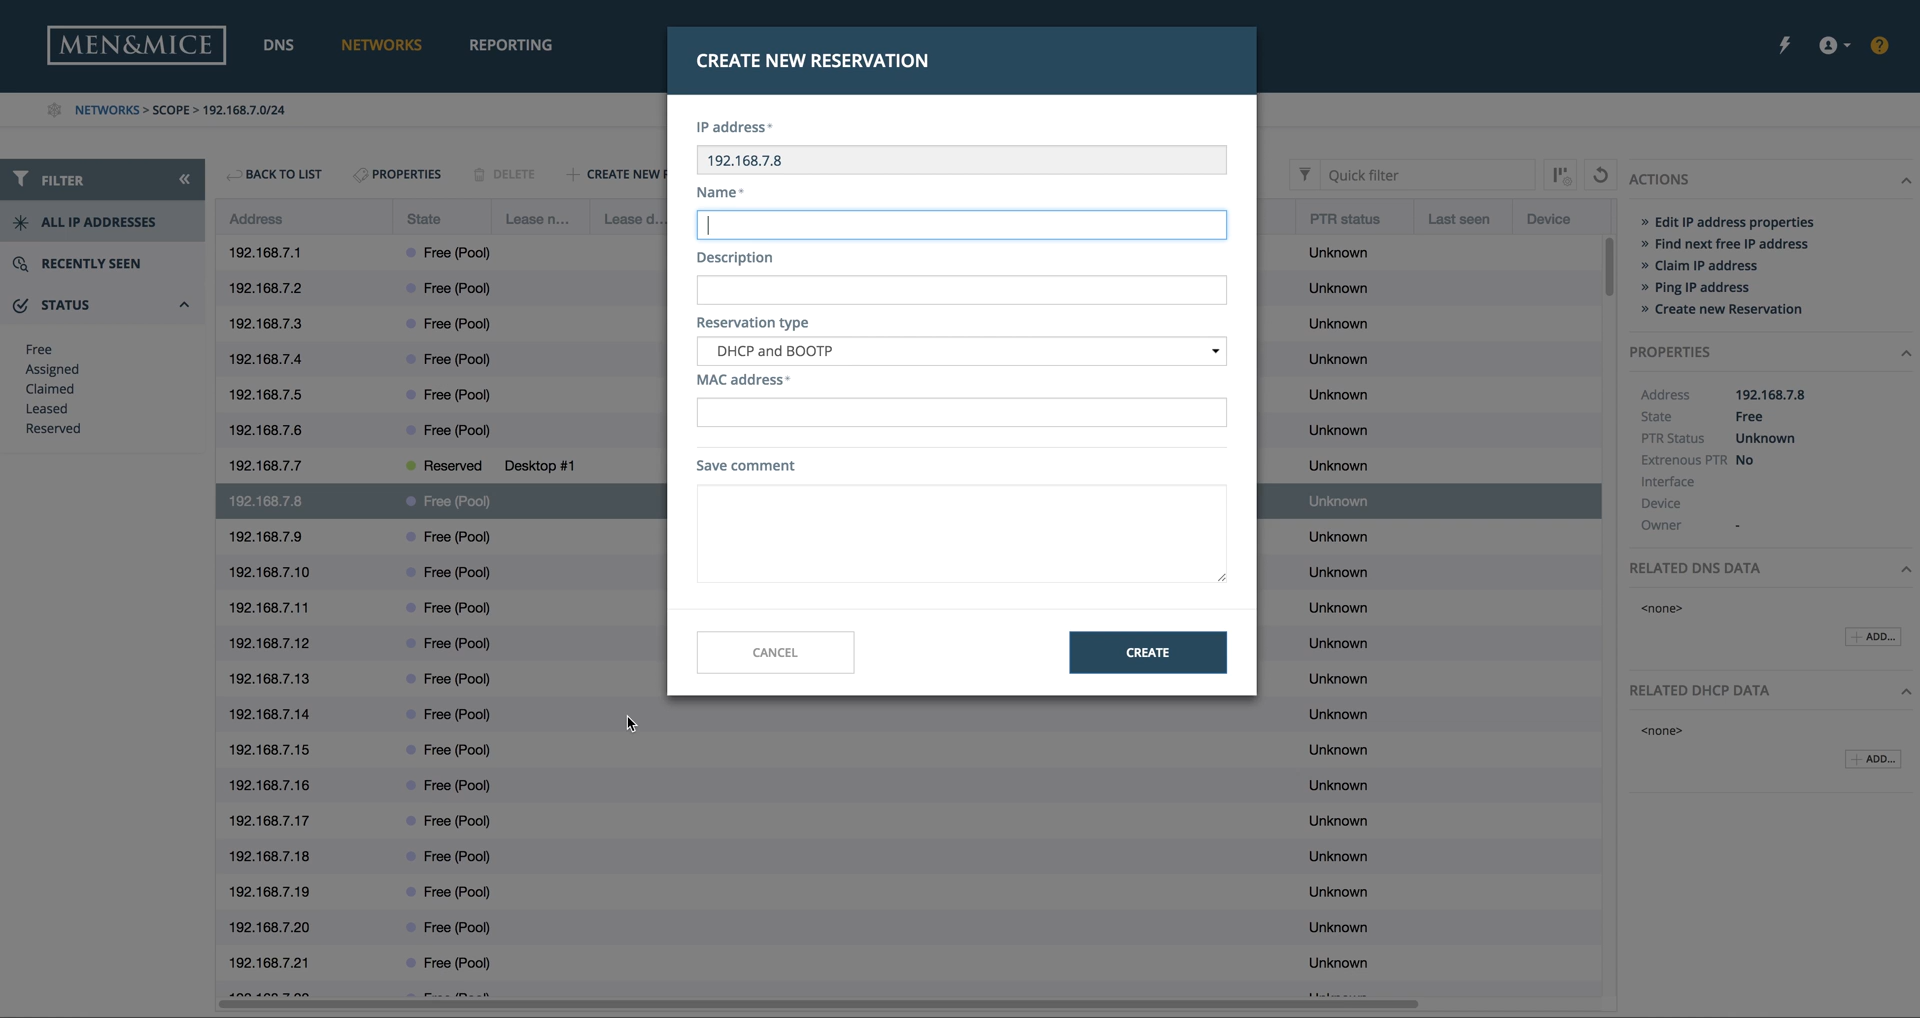 MEN&MICE
DNS
NETWORKS
REPORTING
?
NETWORKS > SCOPE > 192.168.7.0/24
FILTER
ALL IP ADDRESSES
RECENTLY SEEN
STATUS
Free
Assigned
Claimed
Leased
Reserved
BACK TO LIST
PROPERTIES
DELETE
CREATE NEW
Quick filter
Address State Lease n... Lease d... PTR status Last seen Device
192.168.7.1 Free (Pool) Unknown
192.168.7.2 Free (Pool) Unknown
192.168.7.3 Free (Pool) Unknown
192.168.7.4 Free (Pool) Unknown
192.168.7.5 Free (Pool) Unknown
192.168.7.6 Free (Pool) Unknown
192.168.7.7 Reserved Desktop #1 Unknown
192.168.7.8 Free (Pool) Unknown
192.168.7.9 Free (Pool) Unknown
192.168.7.10 Free (Pool) Unknown
192.168.7.11 Free (Pool) Unknown
192.168.7.12 Free (Pool) Unknown
192.168.7.13 Free (Pool) Unknown
192.168.7.14 Free (Pool) Unknown
192.168.7.15 Free (Pool) Unknown
192.168.7.16 Free (Pool) Unknown
192.168.7.17 Free (Pool) Unknown
192.168.7.18 Free (Pool) Unknown
192.168.7.19 Free (Pool) Unknown
192.168.7.20 Free (Pool) Unknown
192.168.7.21 Free (Pool) Unknown
CREATE NEW RESERVATION
IP address*
192.168.7.8
Name*
Description
Reservation type
DHCP and BOOTP
MAC address*
Save comment
CANCEL
CREATE
ACTIONS
» Edit IP address properties
» Find next free IP address
» Claim IP address
» Ping IP address
» Create new Reservation
PROPERTIES
Address 192.168.7.8
State Free
PTR Status Unknown
Extrenous PTR No
Interface
Device
Owner -
RELATED DNS DATA
<none>
ADD...
RELATED DHCP DATA
<none>
ADD...